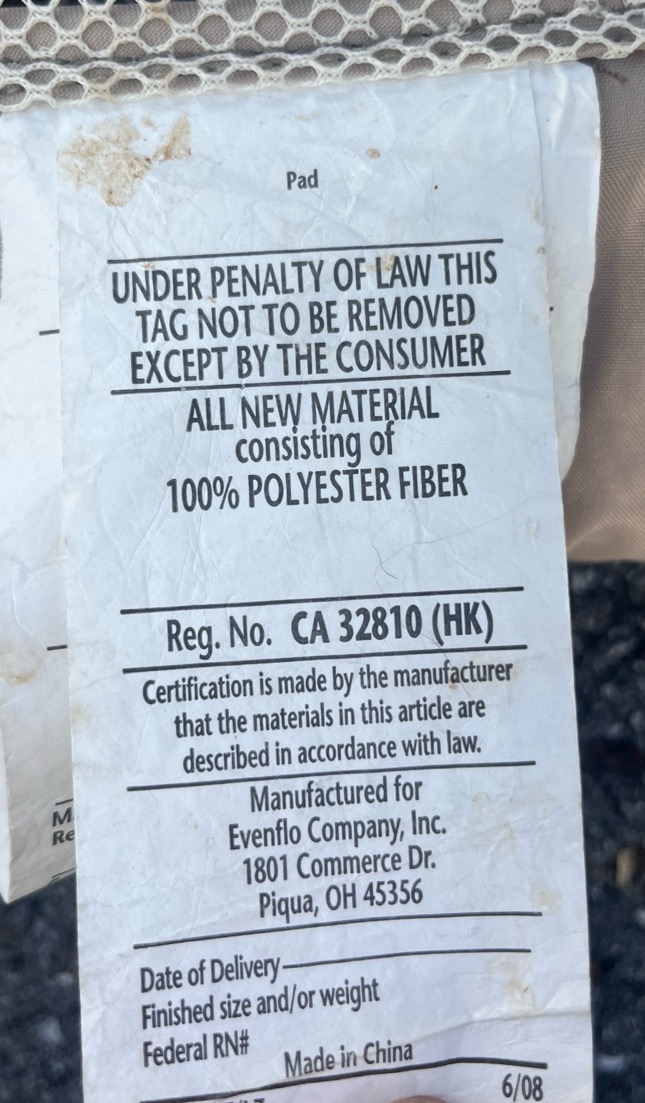 Pad
UNDER PENALTY OF LAW THIS
TAG NOT TO BE REMOVED
EXCEPT BY THE CONSUMER
ALL NEW MATERIAL
consisting of
100% POLYESTER FIBER
Reg. No. CA 32810 (HK)
Certification is made by the manufacturer
that the materials in this article are
described in accordance with law.
Manufactured for
Evenflo Company, Inc.
1801 Commerce Dr.
Piqua, OH 45356
Date of Delivery
Finished size and/or weight
Federal RN#
Made in China
6/08
M
Re